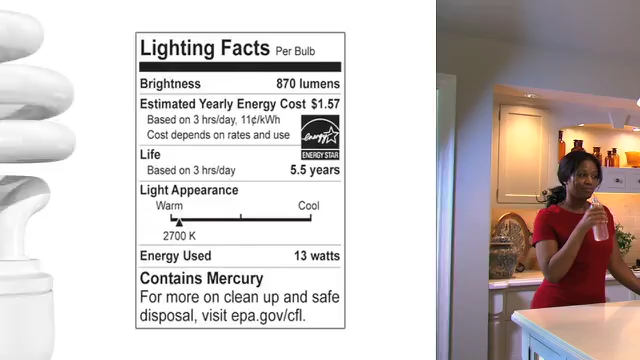 Lighting Facts Per Bulb
Brightness 870 lumens
Estimated Yearly Energy Cost $1.57
Based on 3 hrs/day, 11¢/kWh
Cost depends on rates and use
energy
ENERGY STAR
Life
Based on 3 hrs/day 5.5 years
Light Appearance
Warm Cool
2700 K
Energy Used 13 watts
Contains Mercury
For more on clean up and safe
disposal, visit epa.gov/cfl.